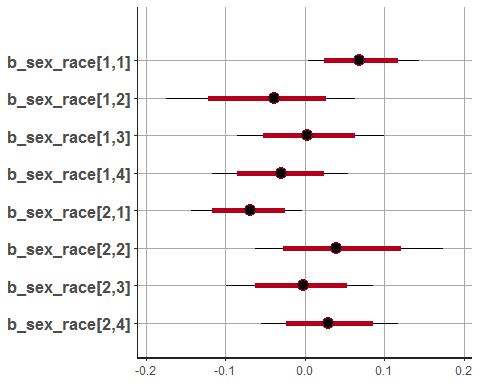 b_sex_race[1,1]
b_sex_race[1,2]
b_sex_race[1,3]
b_sex_race[1,4]
b_sex_race[2,1]
b_sex_race[2,2]
b_sex_race[2,3]
b_sex_race[2,4]
-0.2 -0.1 0.0 0.1 0.2